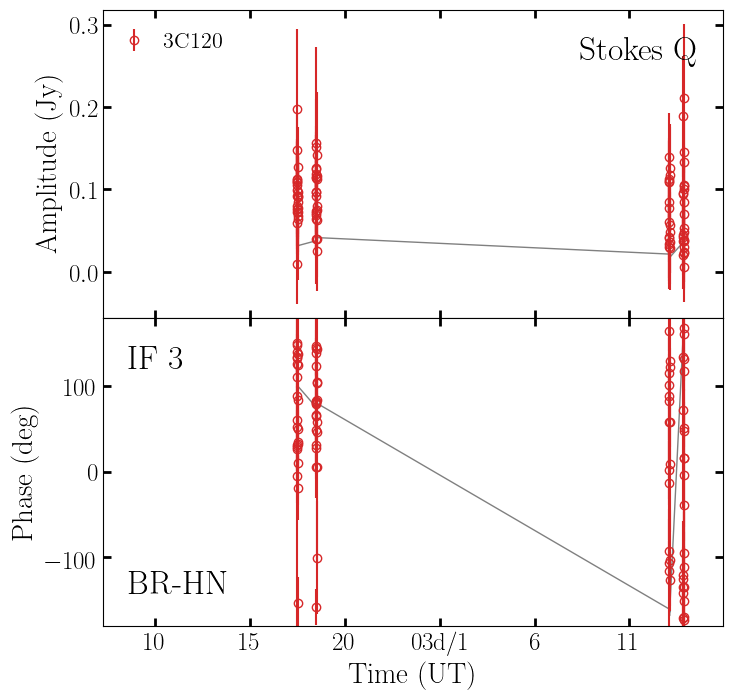 0.3
3C120
Stokes Q
0.2
0.1
0.0
Amplitude (Jy)
IF 3
100
0
−100
Phase (deg)
BR-HN
10 15 20 03d/1 6 11
Time (UT)